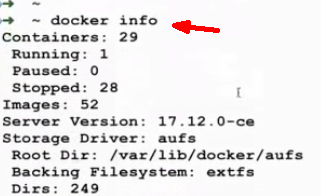 ➜ ~
➜ ~ docker info
Containers: 29
Running: 1
Paused: 0
Stopped: 28
Images: 52
Server Version: 17.12.0-ce
Storage Driver: aufs
Root Dir: /var/lib/docker/aufs
Backing Filesystem: extfs
Dirs: 249